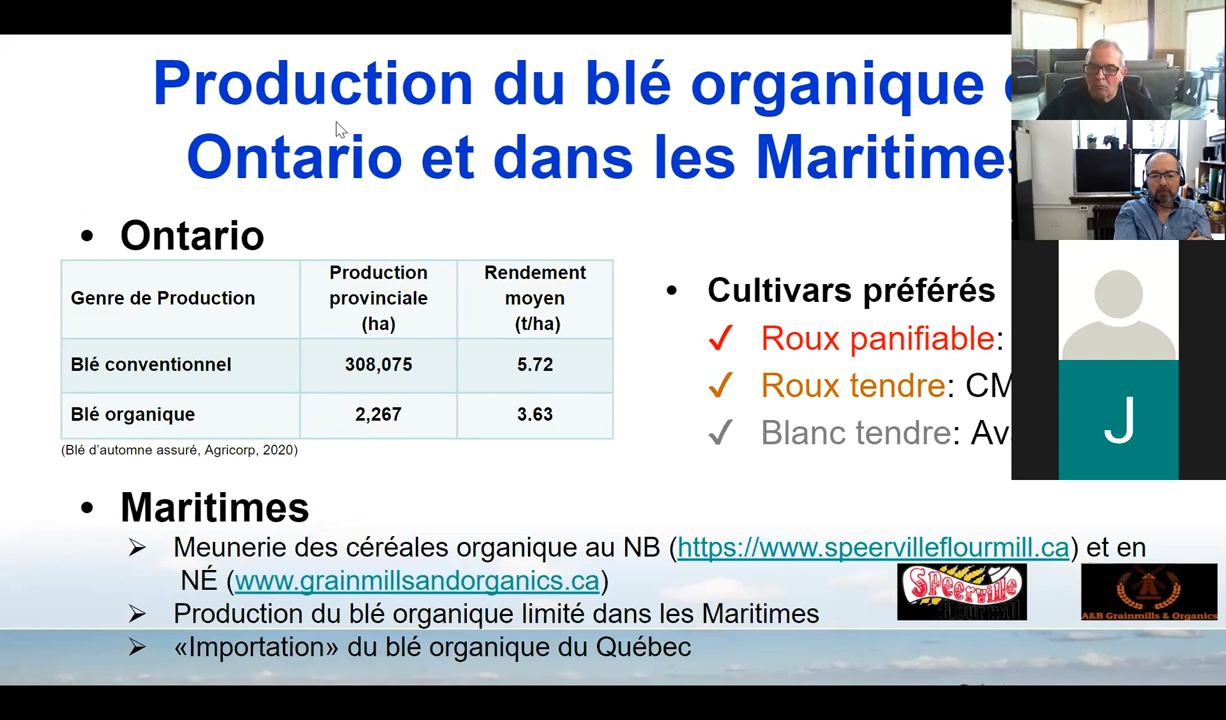 Production du blé organique
Ontario et dans les Maritimes
• Ontario
Genre de Production
Production provinciale (ha)
Rendement moyen (t/ha)
Blé conventionnel 308,075 5.72
Blé organique 2,267 3.63
(Blé d'automne assuré, Agricorp, 2020)
• Cultivars préférés
✓ Roux panifiable:
✓ Roux tendre: CM
✓ Blanc tendre: Av
J
• Maritimes
➢ Meunerie des céréales organique au NB (https://www.speervilleflourmill.ca) et en
NÉ (www.grainmillsandorganics.ca)
➢ Production du blé organique limité dans les Maritimes
➢ «Importation» du blé organique du Québec
Speerville
A&B Grainmills & Organics